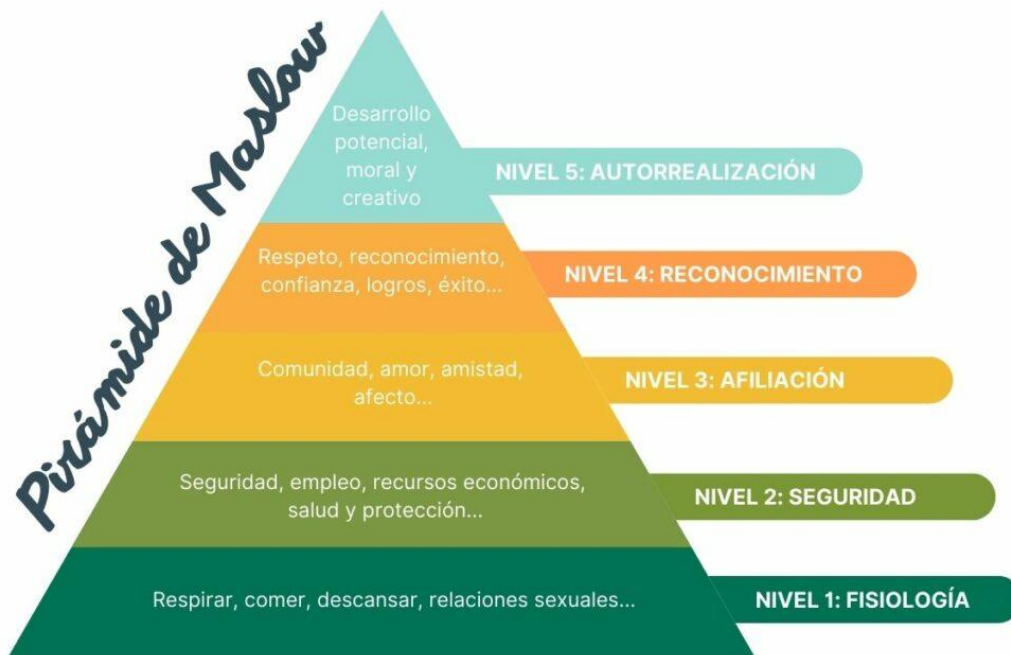 Pirámide de Maslow
Desarrollo
potencial,
moral y
creativo
NIVEL 5: AUTORREALIZACIÓN
Respeto, reconocimiento,
confianza, logros, éxito...
NIVEL 4: RECONOCIMIENTO
Comunidad, amor, amistad,
afecto...
NIVEL 3: AFILIACIÓN
Seguridad, empleo, recursos económicos,
salud y protección...
NIVEL 2: SEGURIDAD
Respirar, comer, descansar, relaciones sexuales...
NIVEL 1: FISIOLOGÍA